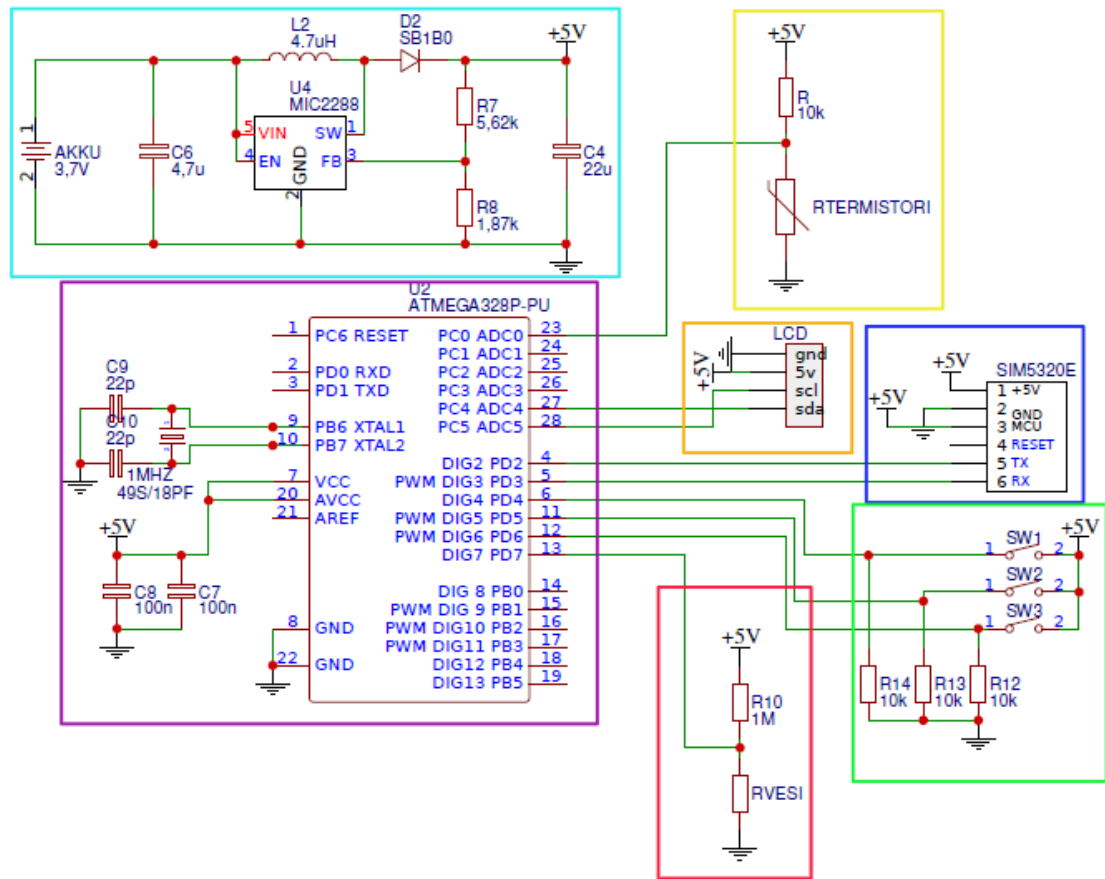 L2
4.7uH
D2
SB1B0
+5V
U4
MIC2288
5 VIN
SW 1
4 EN
FB 3
GND
2
1
AKKU
3,7V
2
C6
4,7u
R7
5,62k
R8
1,87k
C4
22u
+5V
R
10k
RTERMISTORI
U2
ATMEGA328P-PU
1 PC6 RESET
2 PD0 RXD
3 PD1 TXD
9 PB6 XTAL1
10 PB7 XTAL2
7 VCC
20 AVCC
21 AREF
8 GND
22 GND
PC0 ADC0 23
PC1 ADC1 24
PC2 ADC2 25
PC3 ADC3 26
PC4 ADC4 27
PC5 ADC5 28
DIG2 PD2 4
PWM DIG3 PD3 5
DIG4 PD4 6
PWM DIG5 PD5 11
PWM DIG6 PD6 12
DIG7 PD7 13
DIG 8 PB0 14
PWM DIG 9 PB1 15
PWM DIG10 PB2 16
PWM DIG11 PB3 17
DIG12 PB4 18
DIG13 PB5 19
C9
22p
C10
22p
1MHZ
49S/18PF
+5V
C8
100n
C7
100n
LCD
+5V
gnd
5v
scl
sda
SIM5320E
+5V
+5V
1 +5V
2 GND
3 MCU
4 RESET
5 TX
6 RX
+5V
1 SW1 2
1 SW2 2
1 SW3 2
R14
10k
R13
10k
R12
10k
+5V
R10
1M
RVESI